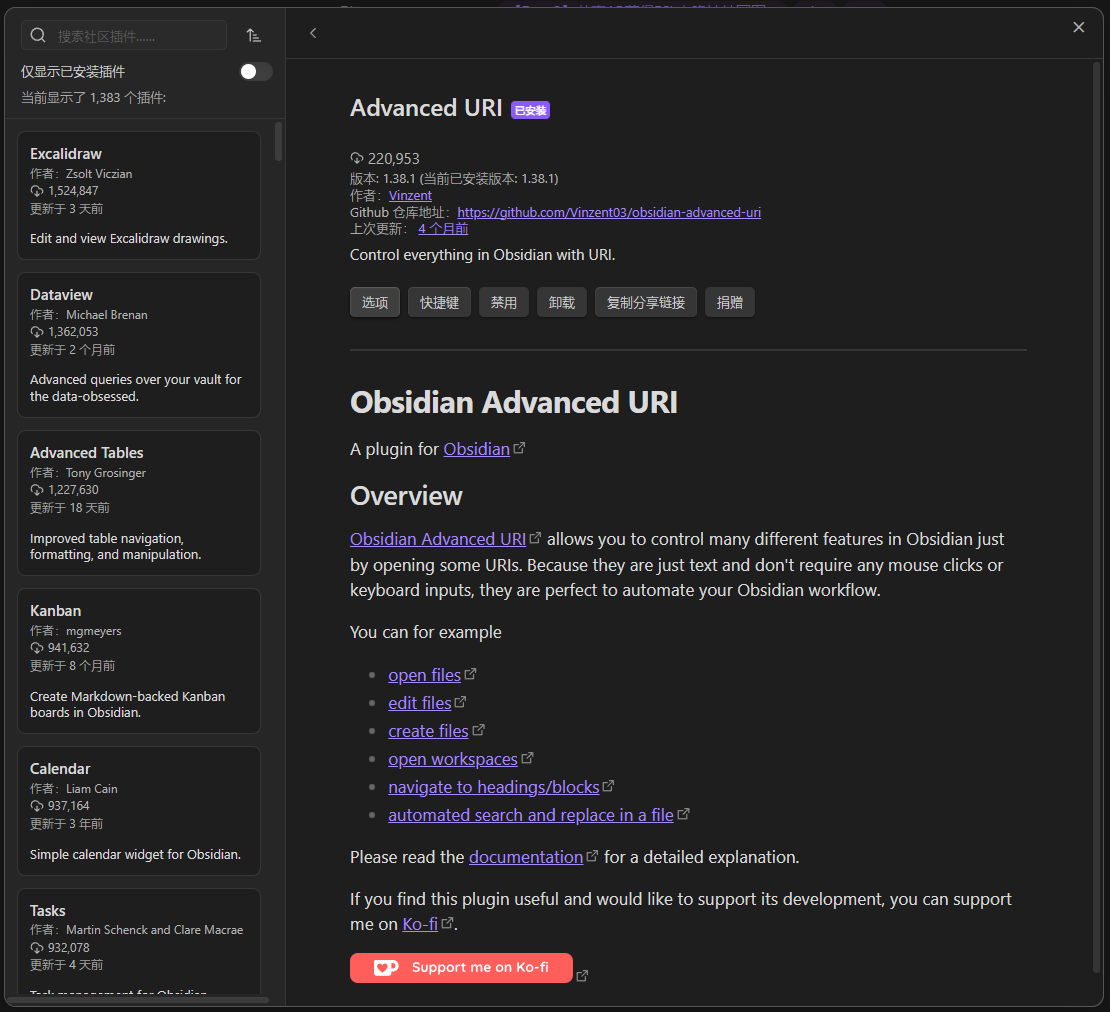 搜索社区插件......
仅显示已安装插件
当前显示了 1,383 个插件:
Excalidraw
作者： Zsolt Viczian
1,524,847
更新于 3 天前
Edit and view Excalidraw drawings.
Dataview
作者： Michael Brenan
1,362,053
更新于 2 个月前
Advanced queries over your vault for
the data-obsessed.
Advanced Tables
作者： Tony Grosinger
1,227,630
更新于 18 天前
Improved table navigation,
formatting, and manipulation.
Kanban
作者： mgmeyers
941,632
更新于 8 个月前
Create Markdown-backed Kanban
boards in Obsidian.
Calendar
作者： Liam Cain
937,164
更新于 3 年前
Simple calendar widget for Obsidian.
Tasks
作者： Martin Schenck and Clare Macrae
932,078
更新于 4 天前
Task management for Obsidian
Advanced URI 已安装
220,953
版本: 1.38.1 (当前已安装版本: 1.38.1)
作者： Vinzent
Github 仓库地址： https://github.com/Vinzent03/obsidian-advanced-uri
上次更新： 4 个月前
Control everything in Obsidian with URI.
选项 快捷键 禁用 卸载 复制分享链接 捐赠
Obsidian Advanced URI
A plugin for Obsidian
Overview
Obsidian Advanced URI allows you to control many different features in Obsidian just
by opening some URIs. Because they are just text and don't require any mouse clicks or
keyboard inputs, they are perfect to automate your Obsidian workflow.
You can for example
open files
edit files
create files
open workspaces
navigate to headings/blocks
automated search and replace in a file
Please read the documentation for a detailed explanation.
If you find this plugin useful and would like to support its development, you can support
me on Ko-fi.
Support me on Ko-fi